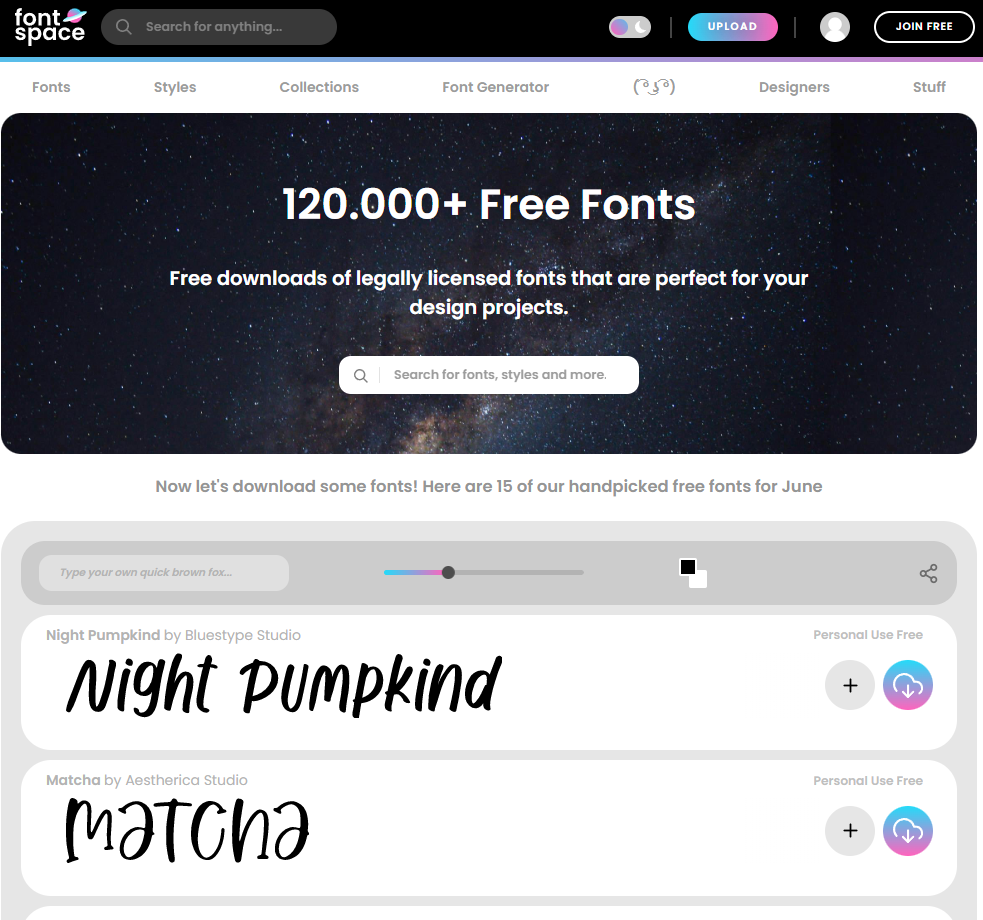 font
space
Search for anything...
UPLOAD
JOIN FREE
Fonts
Styles
Collections
Font Generator
( ͡° ͜ʖ ͡°)
Designers
Stuff
120.000+ Free Fonts
Free downloads of legally licensed fonts that are perfect for your
design projects.
Search for fonts, styles and more.
Now let's download some fonts! Here are 15 of our handpicked free fonts for June
Type your own quick brown fox...
Night Pumpkind by Bluestype Studio
Personal Use Free
Night Pumpkind
Matcha by Aestherica Studio
Personal Use Free
Matcha